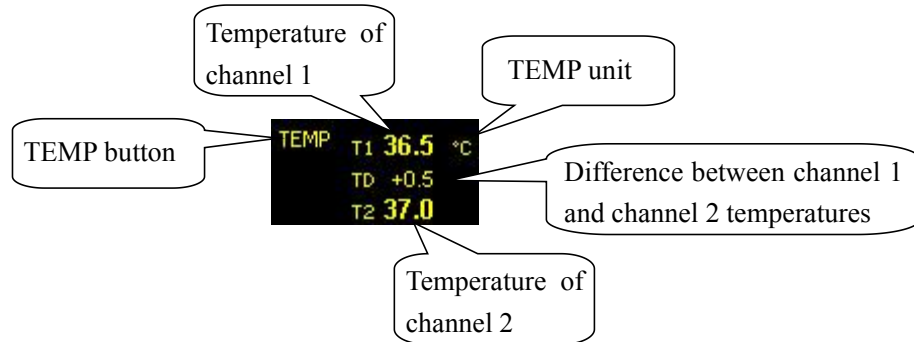 Temperature of
channel 1
TEMP unit
TEMP button
TEMP T1 36.5 °C
TD +0.5
T2 37.0
Difference between channel 1
and channel 2 temperatures
Temperature of
channel 2